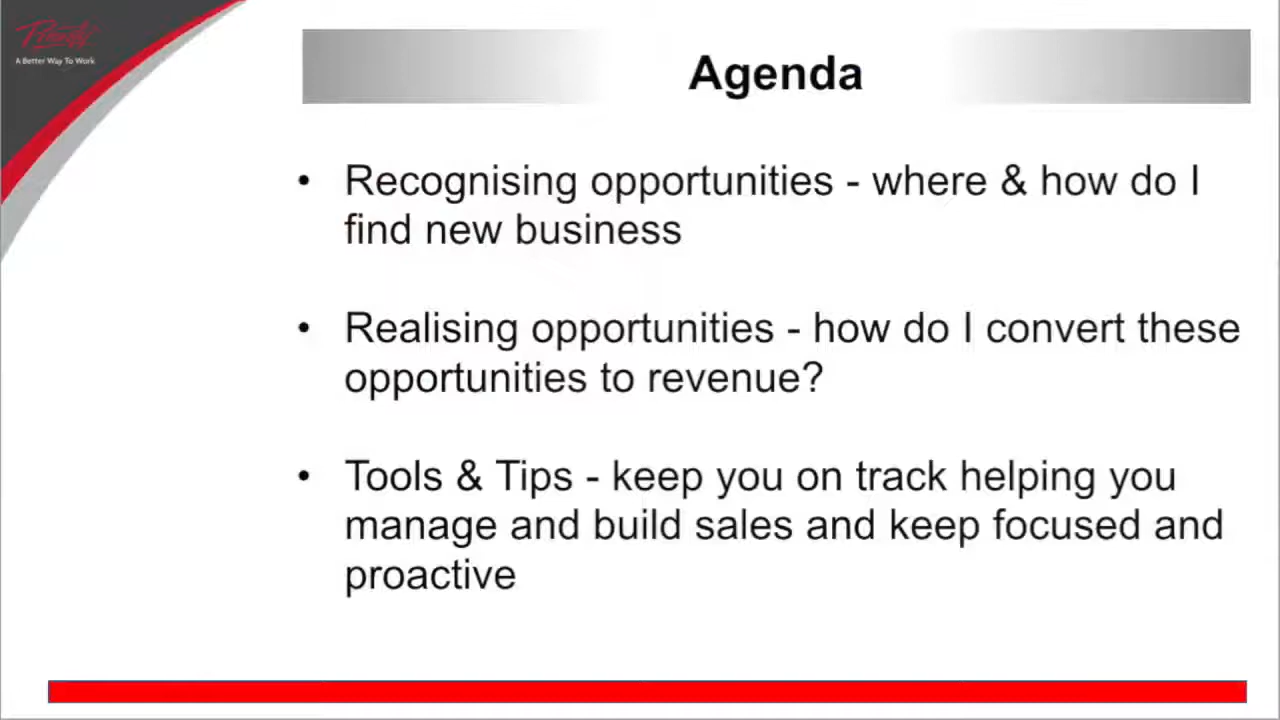 A Better Way To Work
Agenda
• Recognising opportunities - where & how do I
find new business
• Realising opportunities - how do I convert these
opportunities to revenue?
• Tools & Tips - keep you on track helping you
manage and build sales and keep focused and
proactive